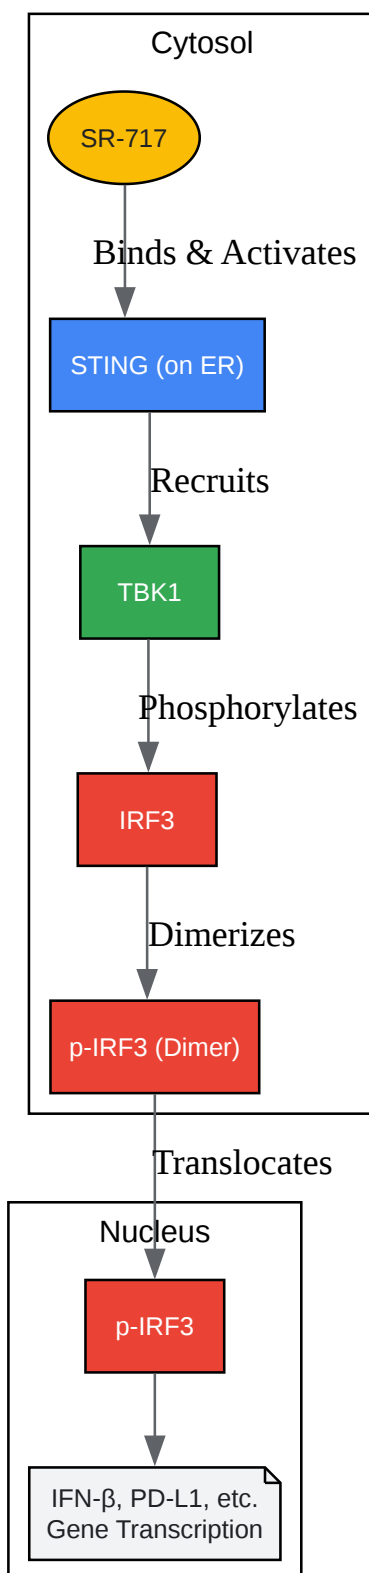 Cytosol
SR-717
Binds & Activates
STING (on ER)
Recruits
TBK1
Phosphorylates
IRF3
Dimerizes
p-IRF3 (Dimer)
Translocates
Nucleus
p-IRF3
IFN-β, PD-L1, etc.
Gene Transcription